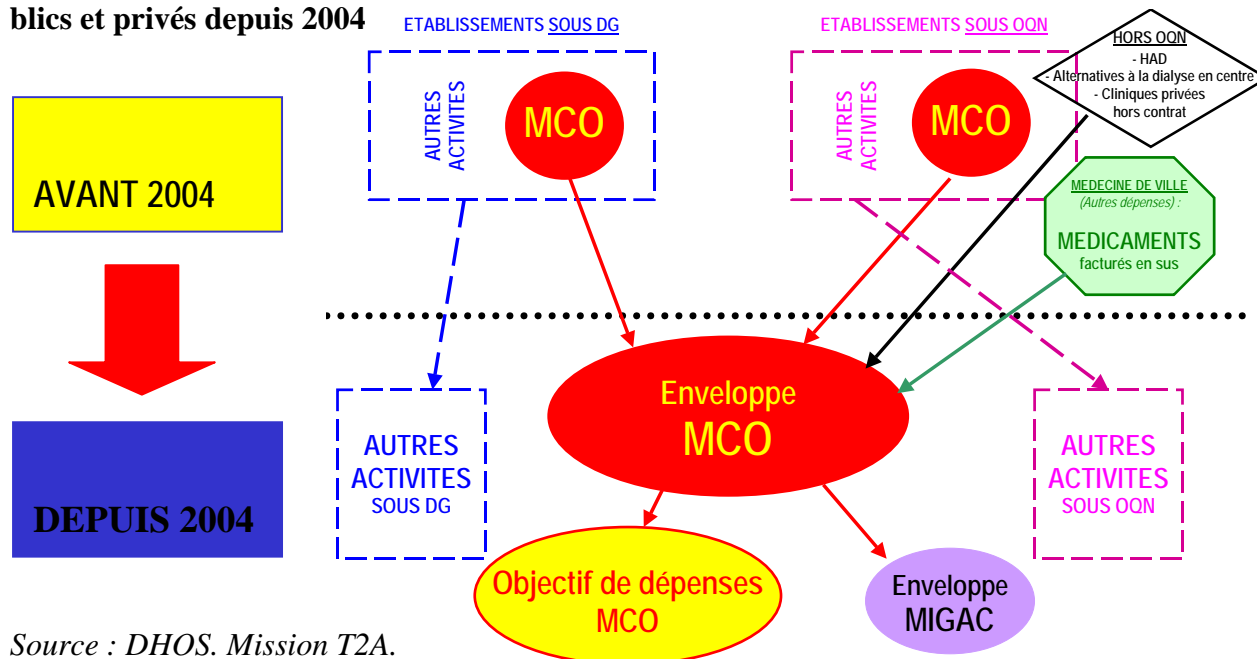 blics et privés depuis 2004
ETABLISSEMENTS SOUS DG
ETABLISSEMENTS SOUS OQN
AVANT 2004
AUTRES
ACTIVITES
MCO
AUTRES
ACTIVITES
MCO
HORS OQN
- HAD
- Alternatives à la dialyse en centre
- Cliniques privées
hors contrat
MEDECINE DE VILLE
(Autres dépenses) :
MEDICAMENTS
facturés en sus
DEPUIS 2004
AUTRES
ACTIVITES
SOUS DG
Enveloppe
MCO
AUTRES
ACTIVITES
SOUS OQN
Objectif de dépenses
MCO
Enveloppe
MIGAC
Source : DHOS. Mission T2A.